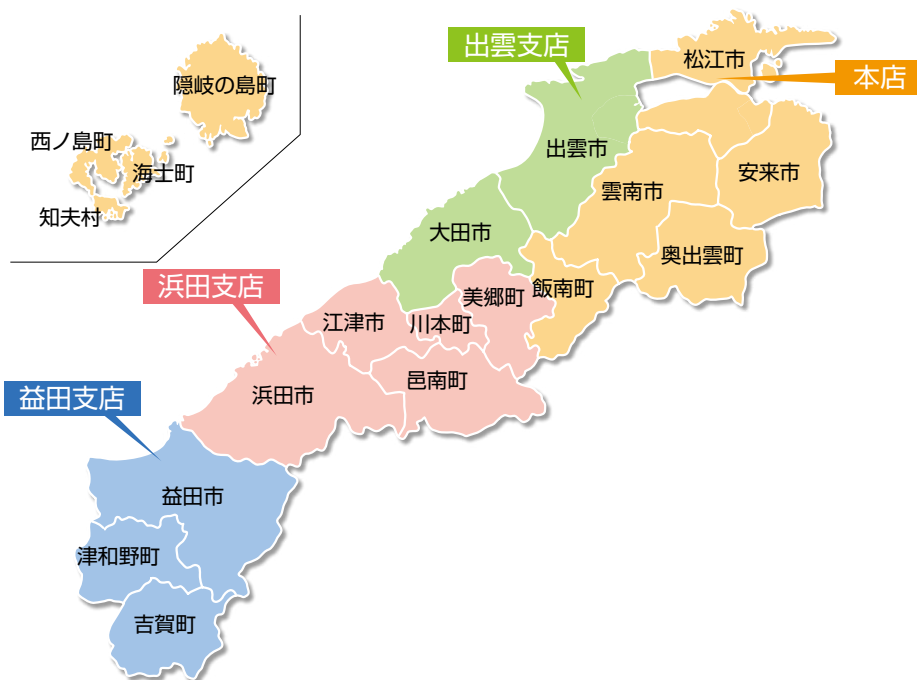 出雲支店
松江市
本店
隠岐の島町
西ノ島町
海士町
知夫村
出雲市
安来市
雲南市
大田市
奥出雲町
浜田支店
美郷町
飯南町
江津市
川本町
邑南町
浜田市
益田支店
益田市
津和野町
吉賀町